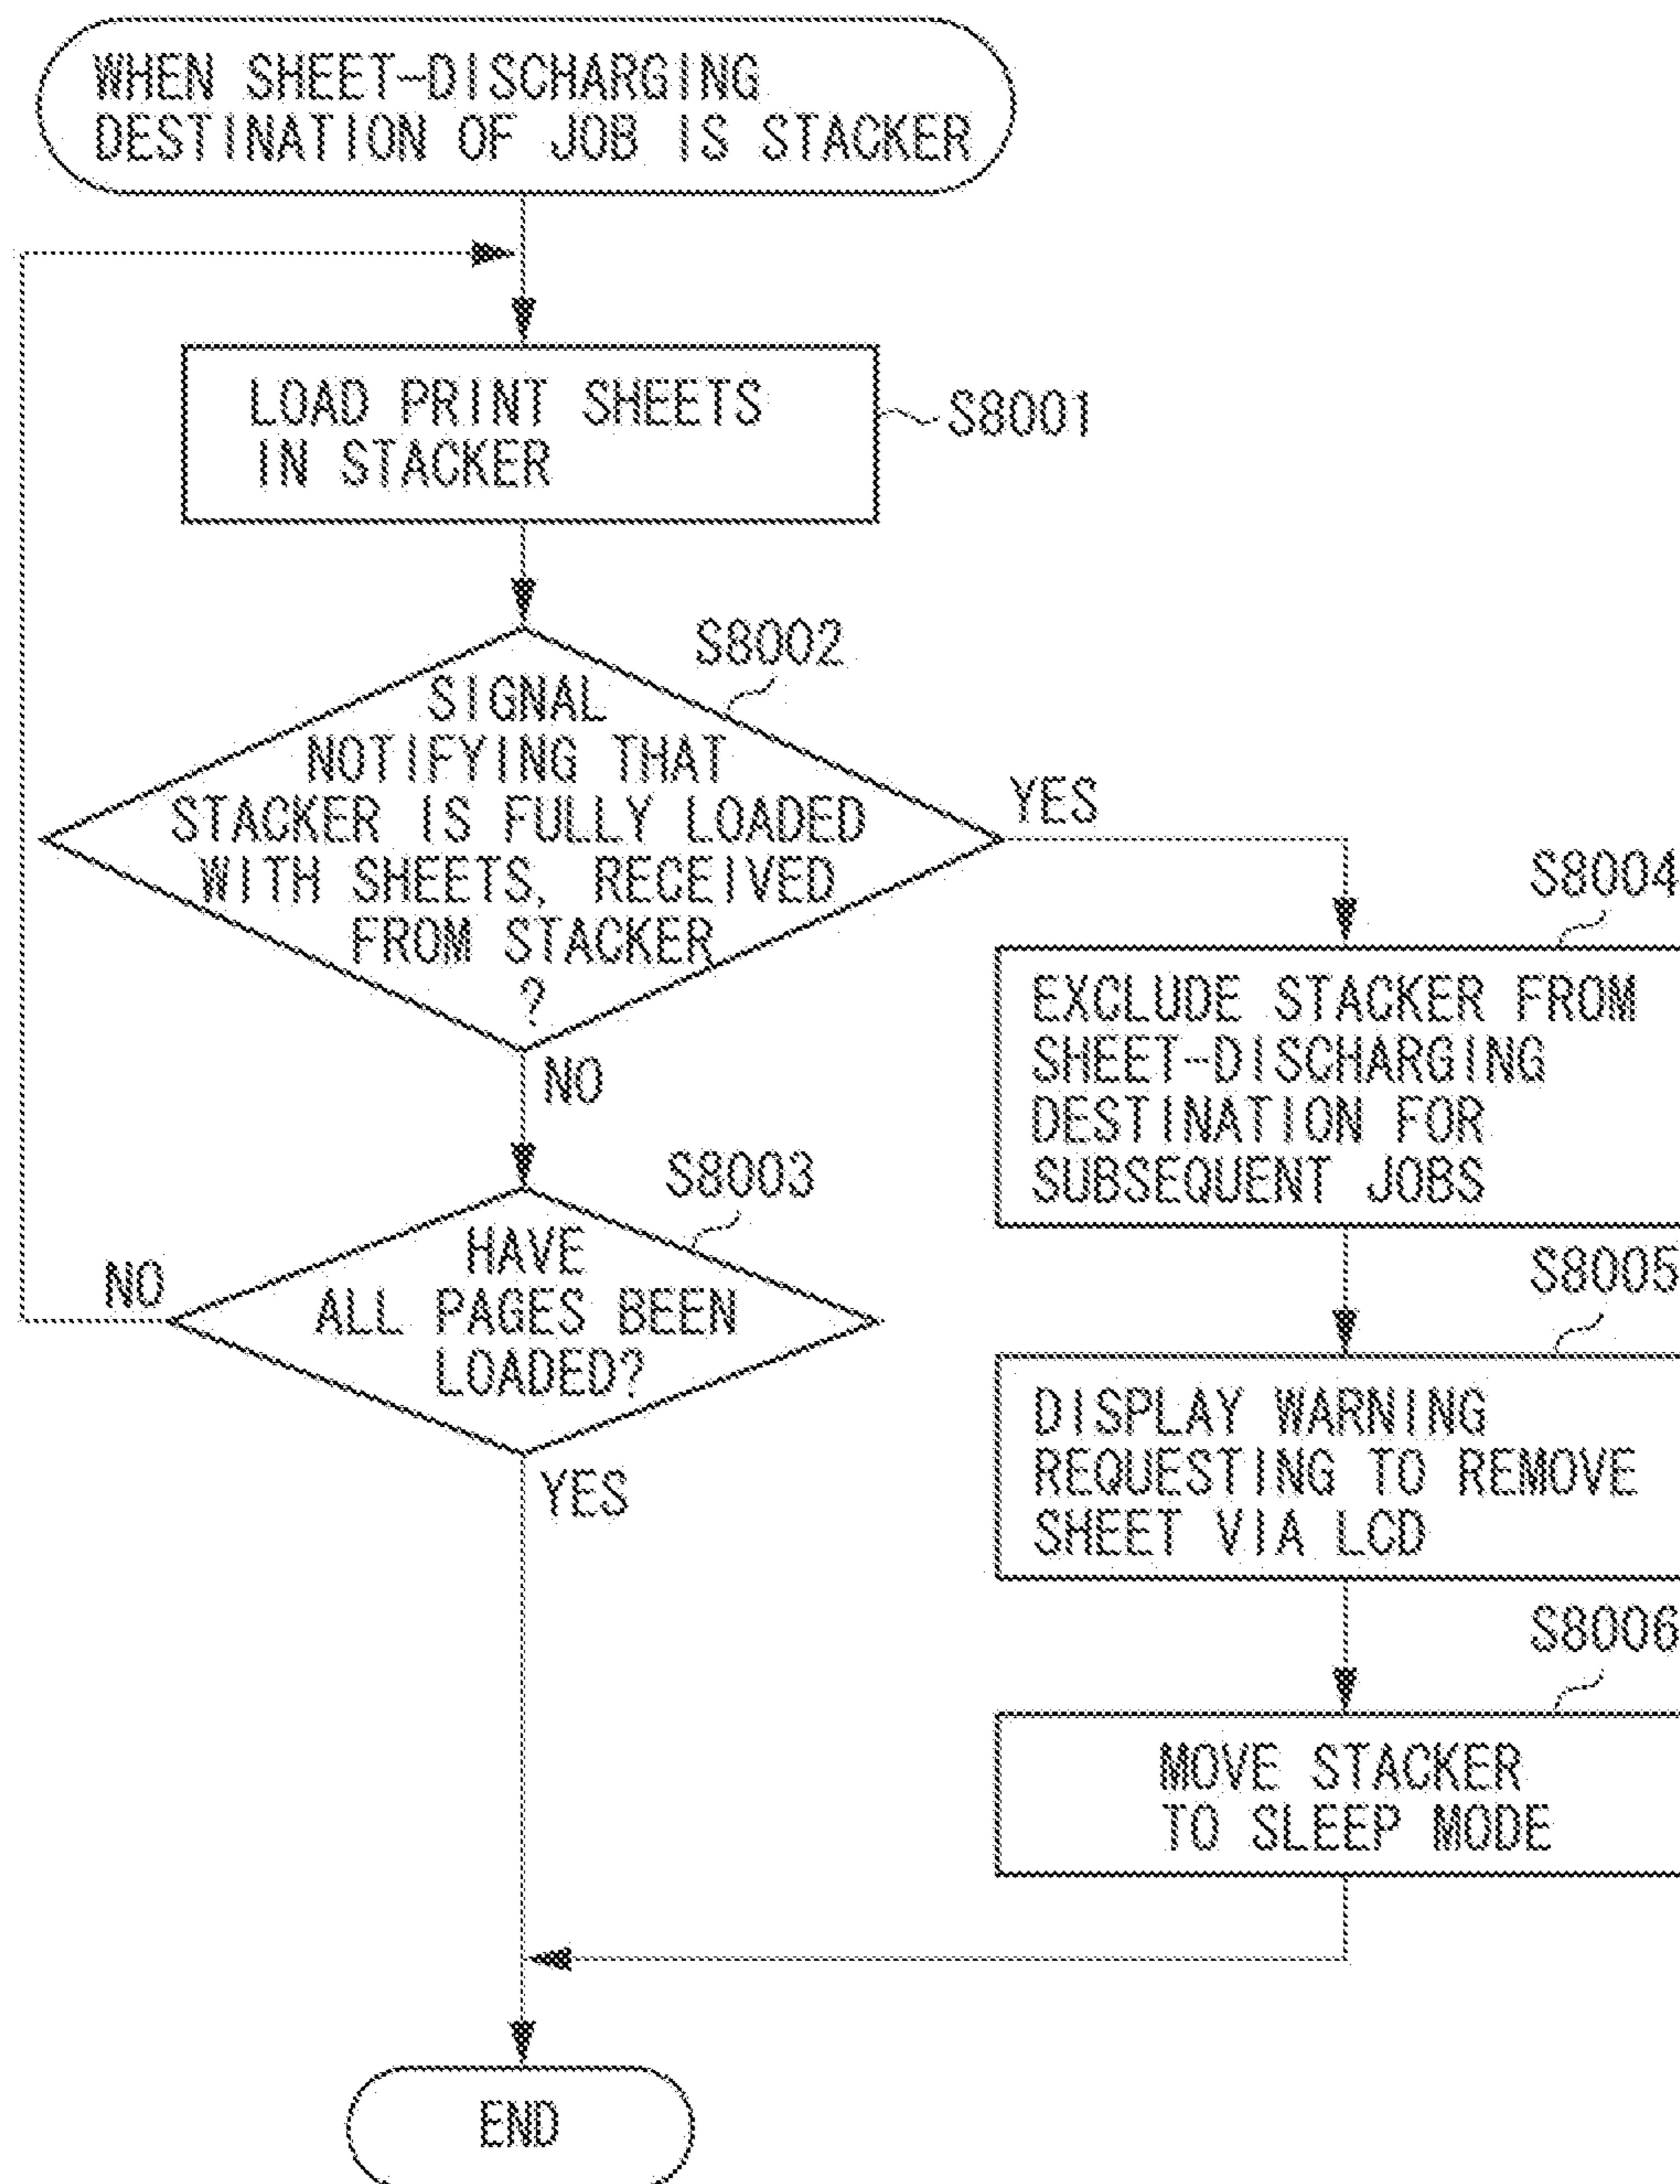 WHEN SHEET-DISCHARGING
DESTINATION OF JOB IS STACKER
LOAD PRINT SHEETS
IN STACKER
S8001
S8002
SIGNAL
NOTIFYING THAT
STACKER IS FULLY LOADED
WITH SHEETS, RECEIVED
FROM STACKER
?
YES
NO
S8003
HAVE
ALL PAGES BEEN
LOADED?
NO
YES
S8004
EXCLUDE STACKER FROM
SHEET-DISCHARGING
DESTINATION FOR
SUBSEQUENT JOBS
S8005
DISPLAY WARNING
REQUESTING TO REMOVE
SHEET VIA LCD
S8006
MOVE STACKER
TO SLEEP MODE
END